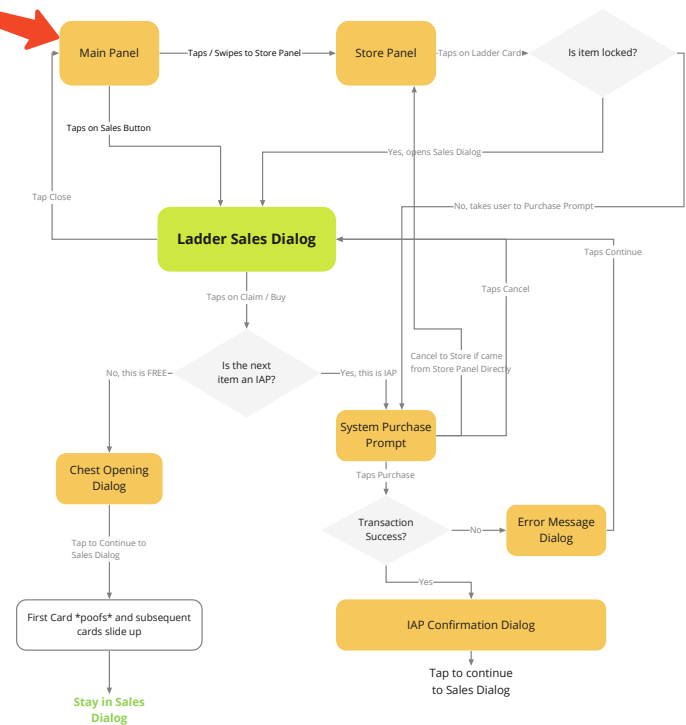 Main Panel
Taps / Swipes to Store Panel
Store Panel
Taps on Ladder Card
Is item locked?
Taps on Sales Button
Yes, opens Sales Dialog
Tap Close
No, takes user to Purchase Prompt
Ladder Sales Dialog
Taps Continue
Taps Cancel
Taps on Claim / Buy
Is the next
item an IAP?
No, this is FREE
Yes, this is IAP
Cancel to Store if came
from Store Panel Directly
System Purchase
Prompt
Chest Opening
Dialog
Taps Purchase
Transaction
Success?
No
Error Message
Dialog
Tap to Continue to
Sales Dialog
Yes
First Card *poofs* and subsequent
cards slide up
IAP Confirmation Dialog
Tap to continue
to Sales Dialog
Stay in Sales
Dialog